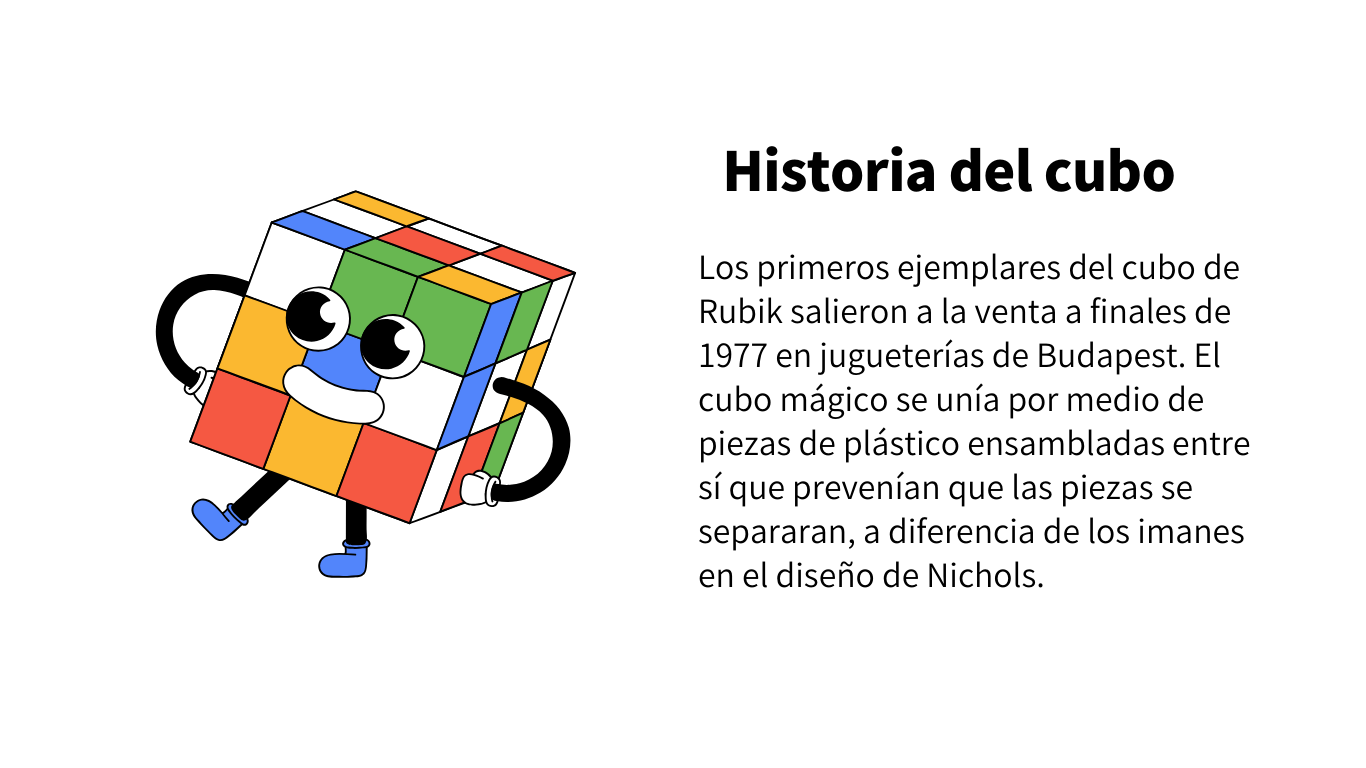 Historia del cubo
Los primeros ejemplares del cubo de
Rubik salieron a la venta a finales de
1977 en jugueterías de Budapest. El
cubo mágico se unía por medio de
piezas de plástico ensambladas entre
sí que prevenían que las piezas se
separaran, a diferencia de los imanes
en el diseño de Nichols.